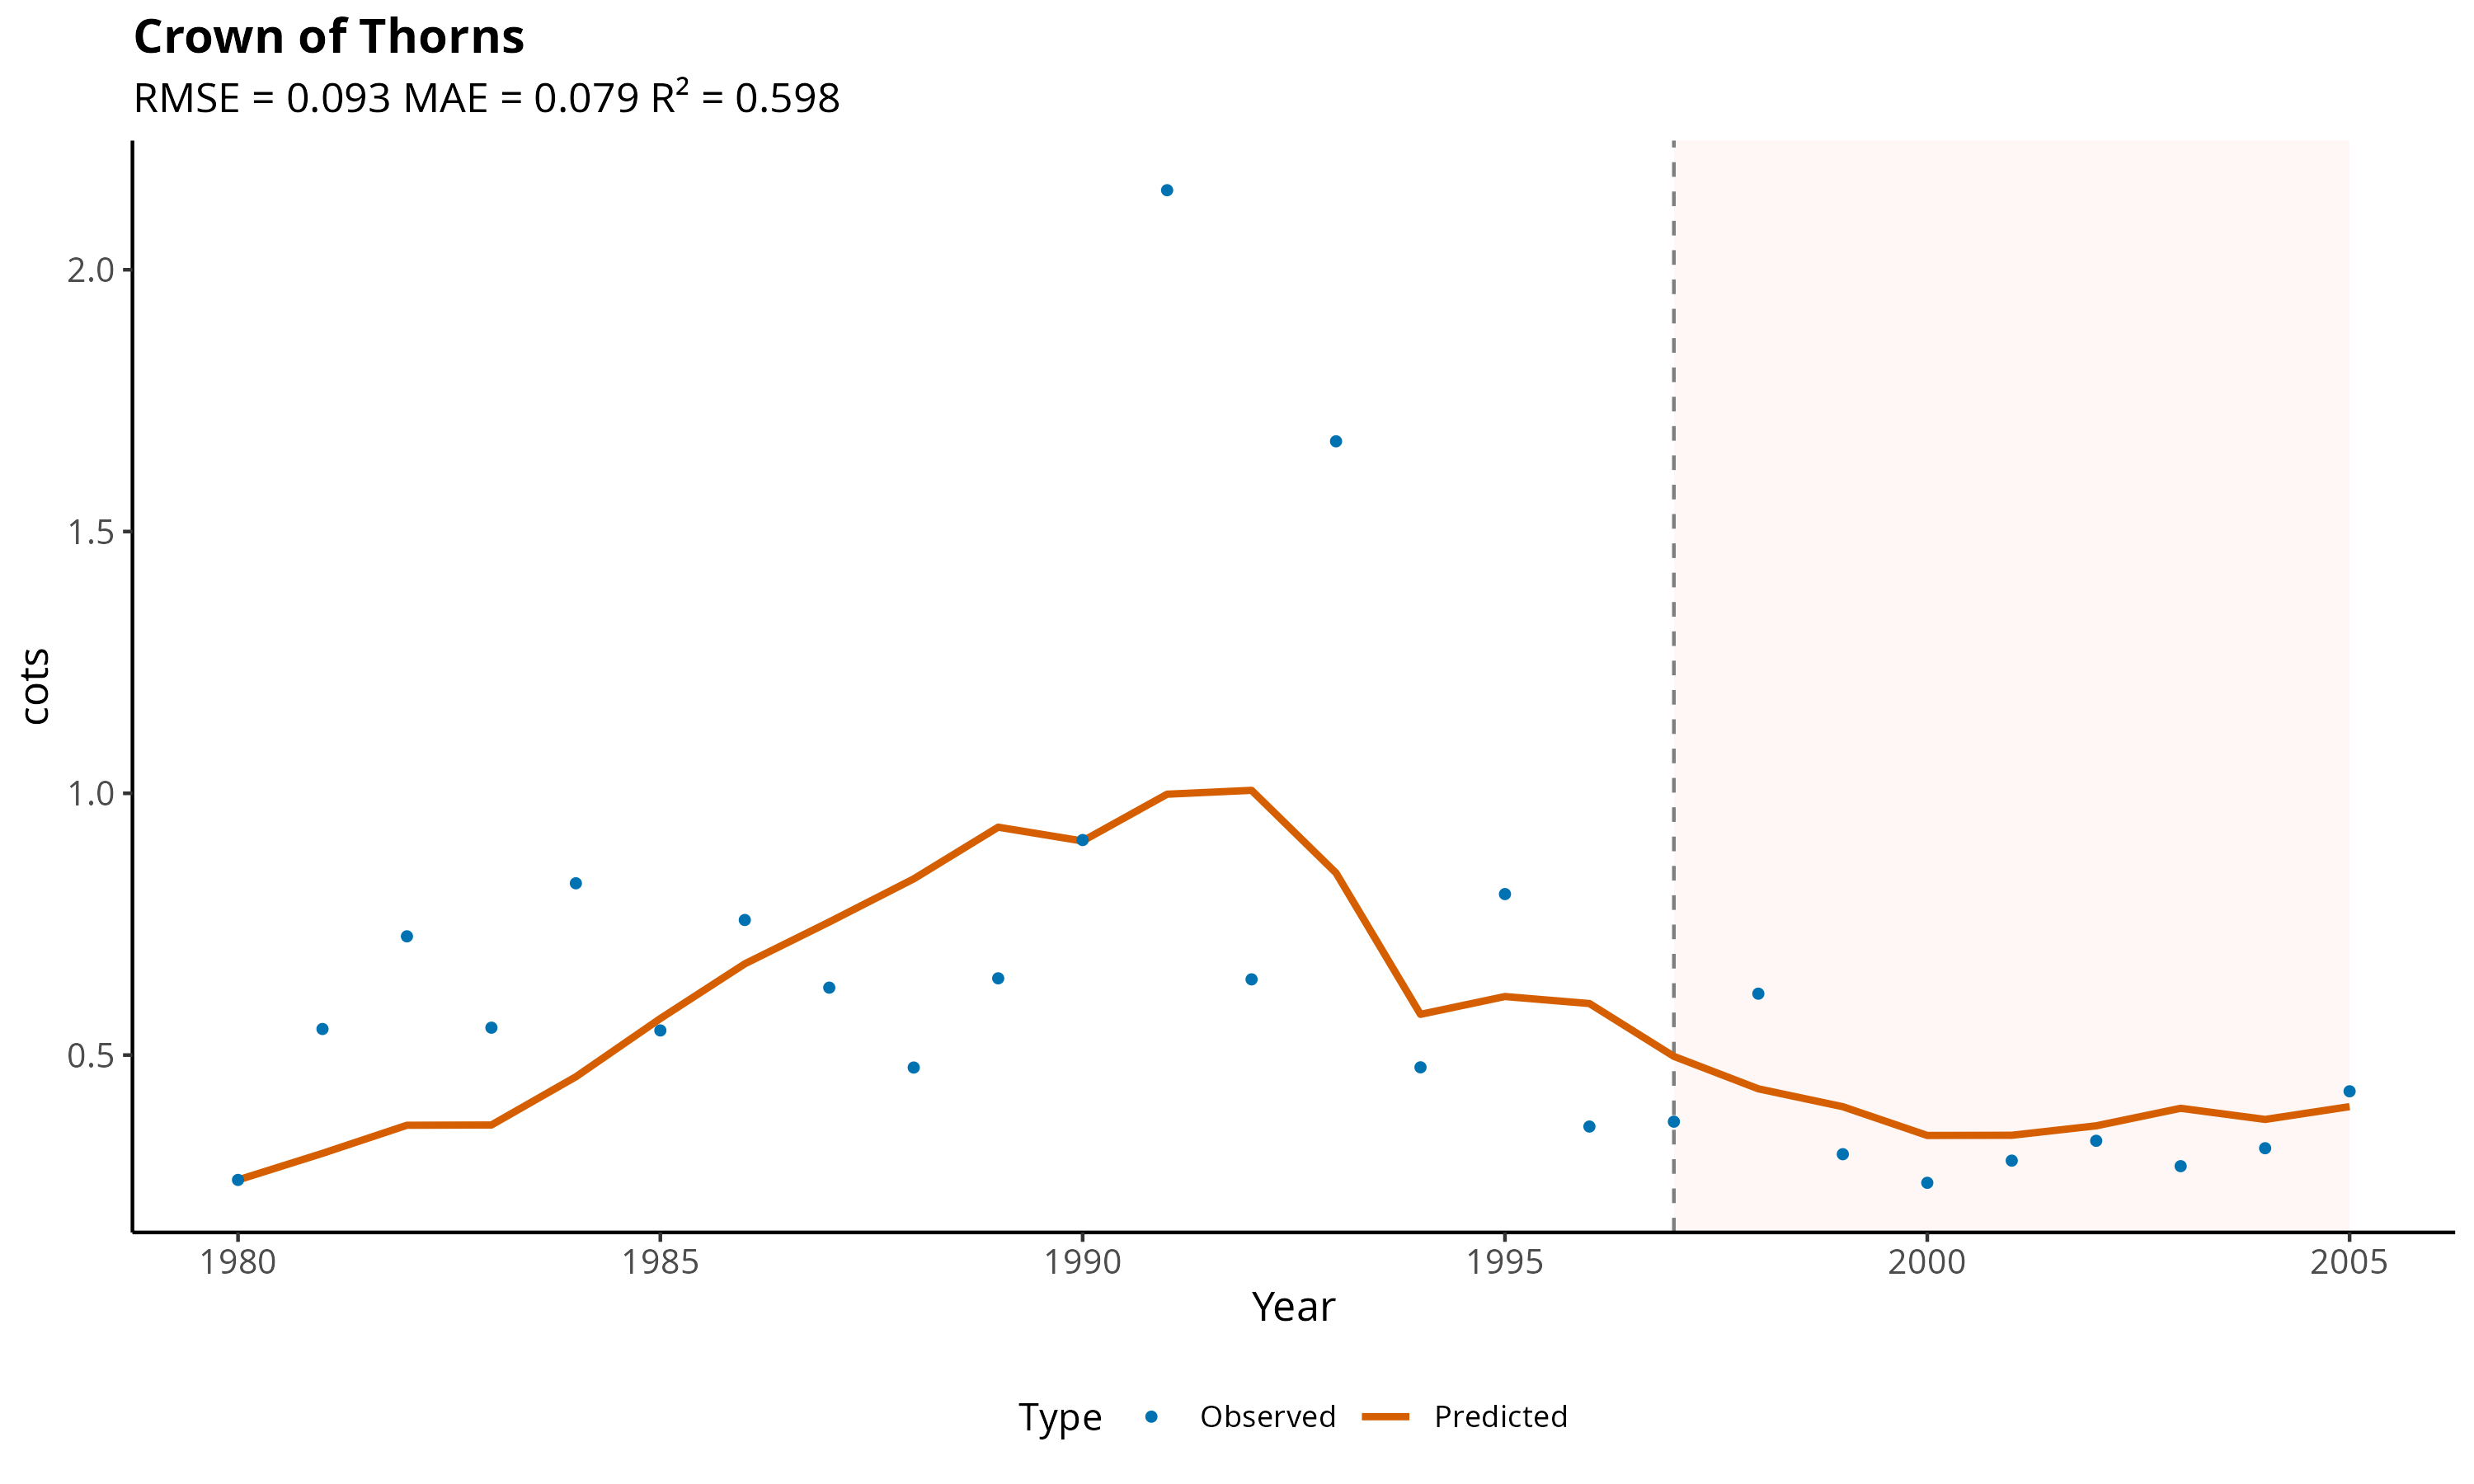 Crown of Thorns
RMSE = 0.093 MAE = 0.079 R² = 0.598
cots
2.0
1.5
1.0
0.5
1980 1985 1990 1995 2000 2005
Year
Type Observed Predicted